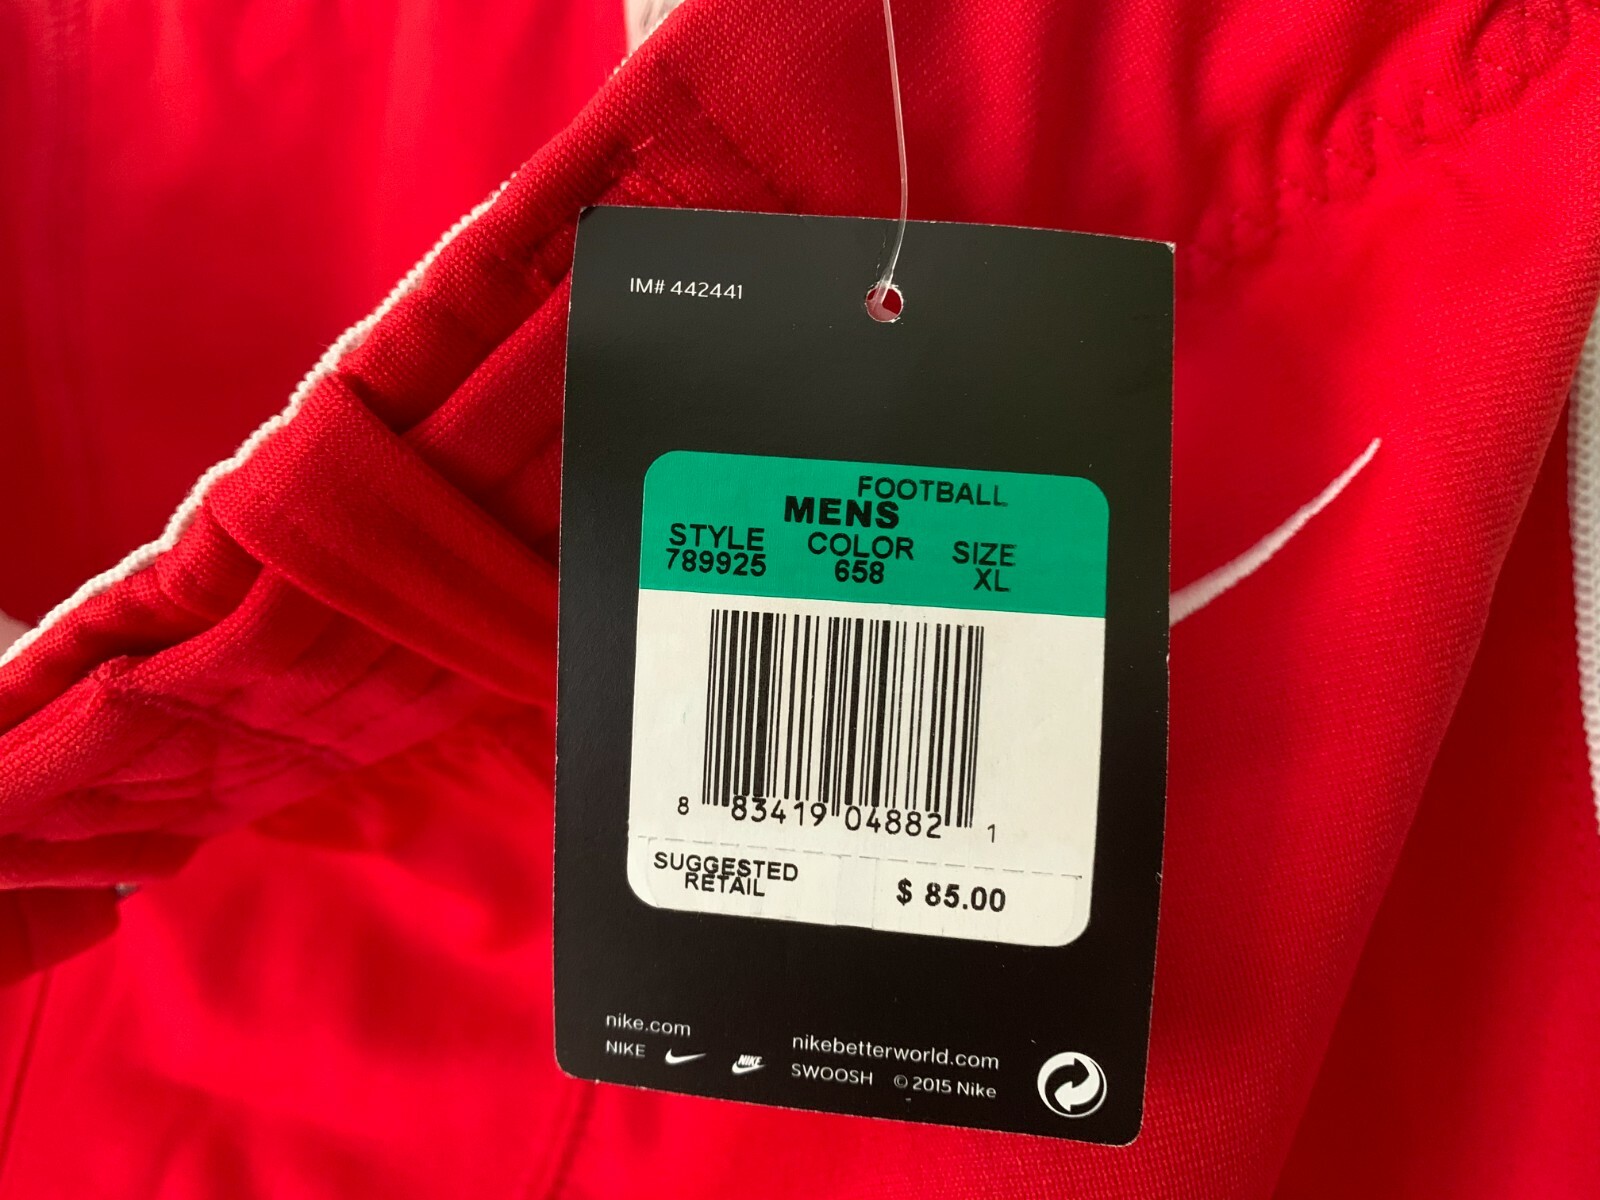 IM# 442441
FOOTBALL
MENS
STYLE COLOR SIZE
789925 658 XL
8 83419 04882 1
SUGGESTED
RETAIL
$ 85.00
nike.com
nikebetterworld.com
NIKE NIKE SWOOSH © 2015 Nike